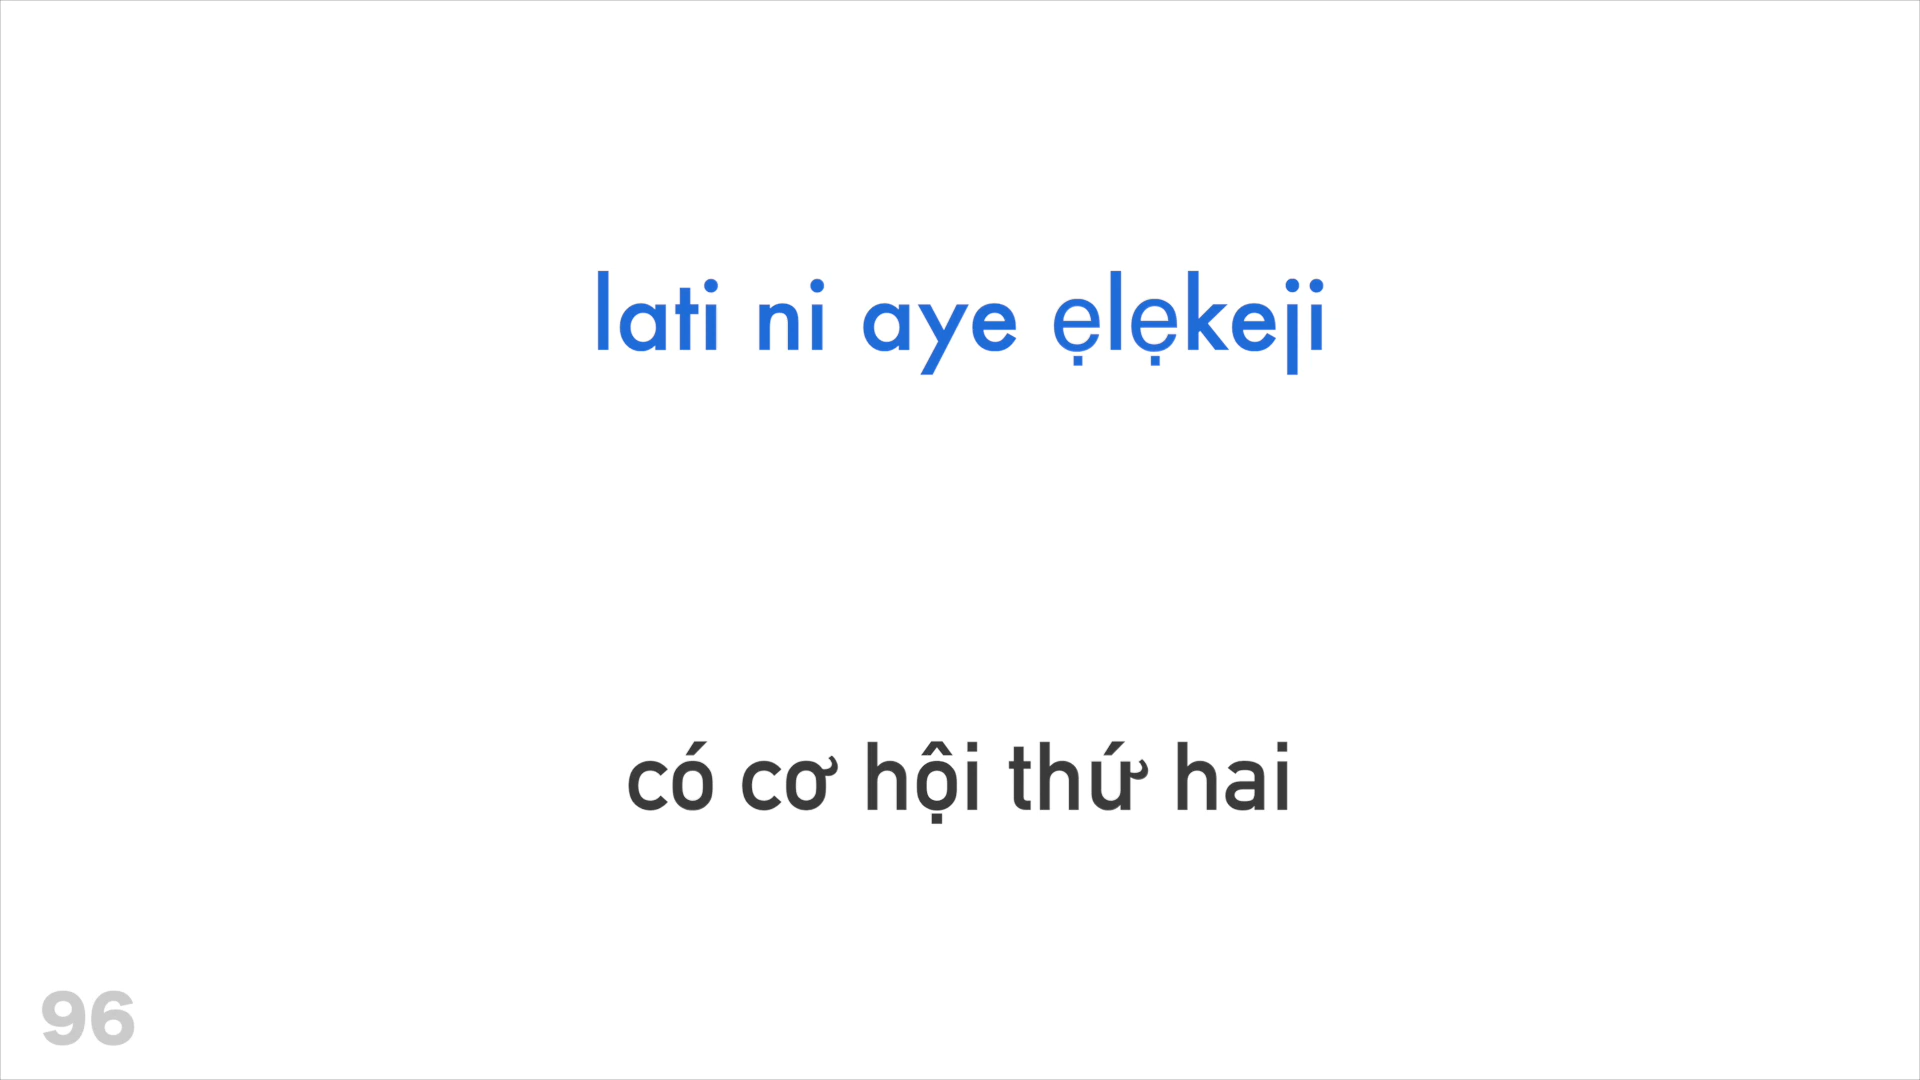 lati ni aye ẹlẹkeji
có cơ hội thứ hai
96